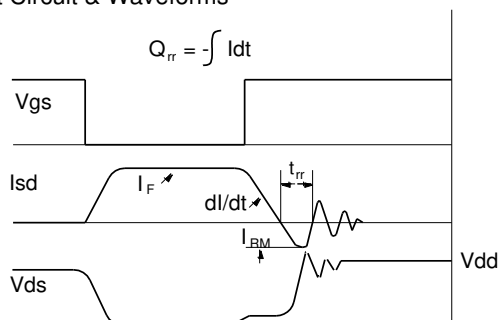 t Circuit & Waveforms
Qrr = -∫ Idt
Vgs
Isd
IF
dI/dt
trr
IRM
Vds
Vdd